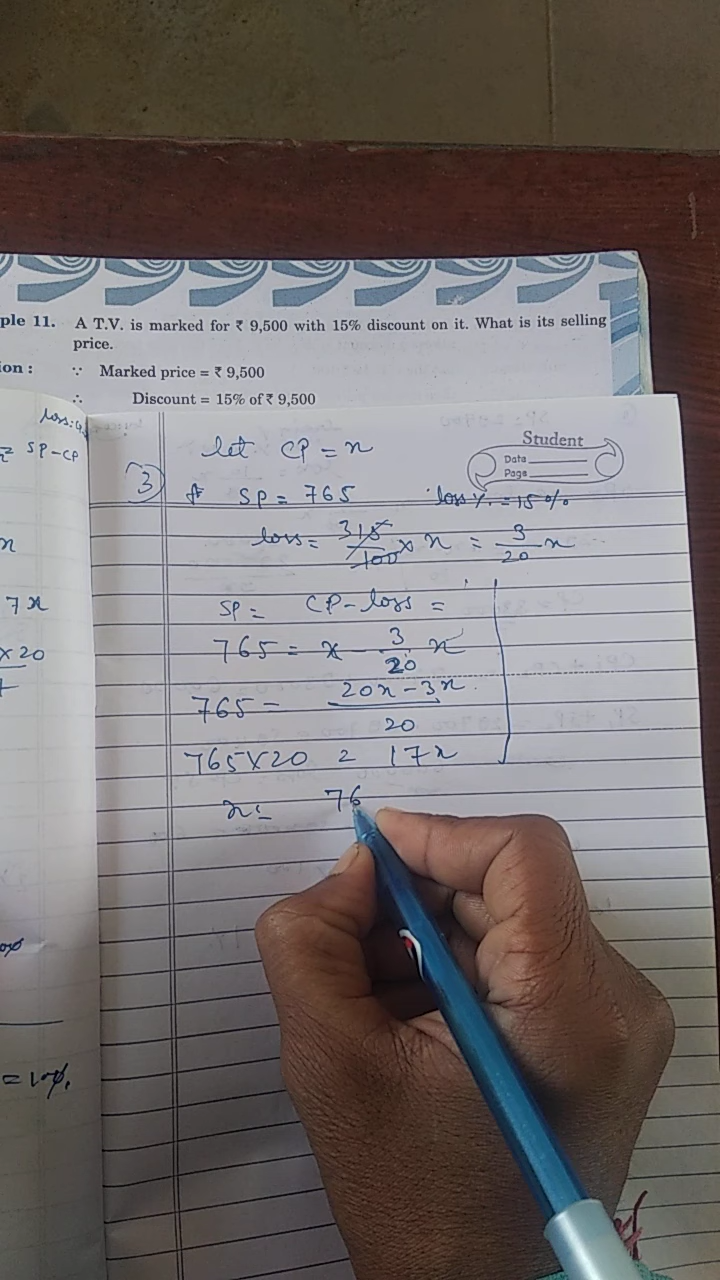 ple 11. A T.V. is marked for ₹ 9,500 with 15% discount on it. What is its selling
price.
ion : ∵ Marked price = ₹ 9,500
∴ Discount = 15% of ₹ 9,500
SP-CP
n
7x
x 20
let CP = x
Student
Data
Page
3
SP = 765 loss %. = 15 %
loss = 315/100 × x = 3/20 x
SP = CP - loss =
765 = x - 3/20 x
765 = 20x - 3x / 20
765 X 20 = 17x
x = 76